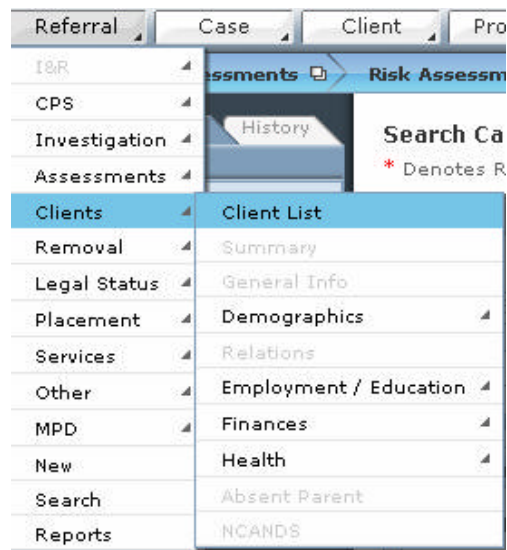 Referral Case Client Pro
I&R
ssments Risk Assessm
CPS
History
Investigation
Search Ca
Assessments
* Denotes R
Clients
Client List
Removal
Summary
Legal Status
General Info
Placement
Demographics
Services
Relations
Other
Employment / Education
MPD
Finances
New
Health
Search
Absent Parent
Reports
NCANDS